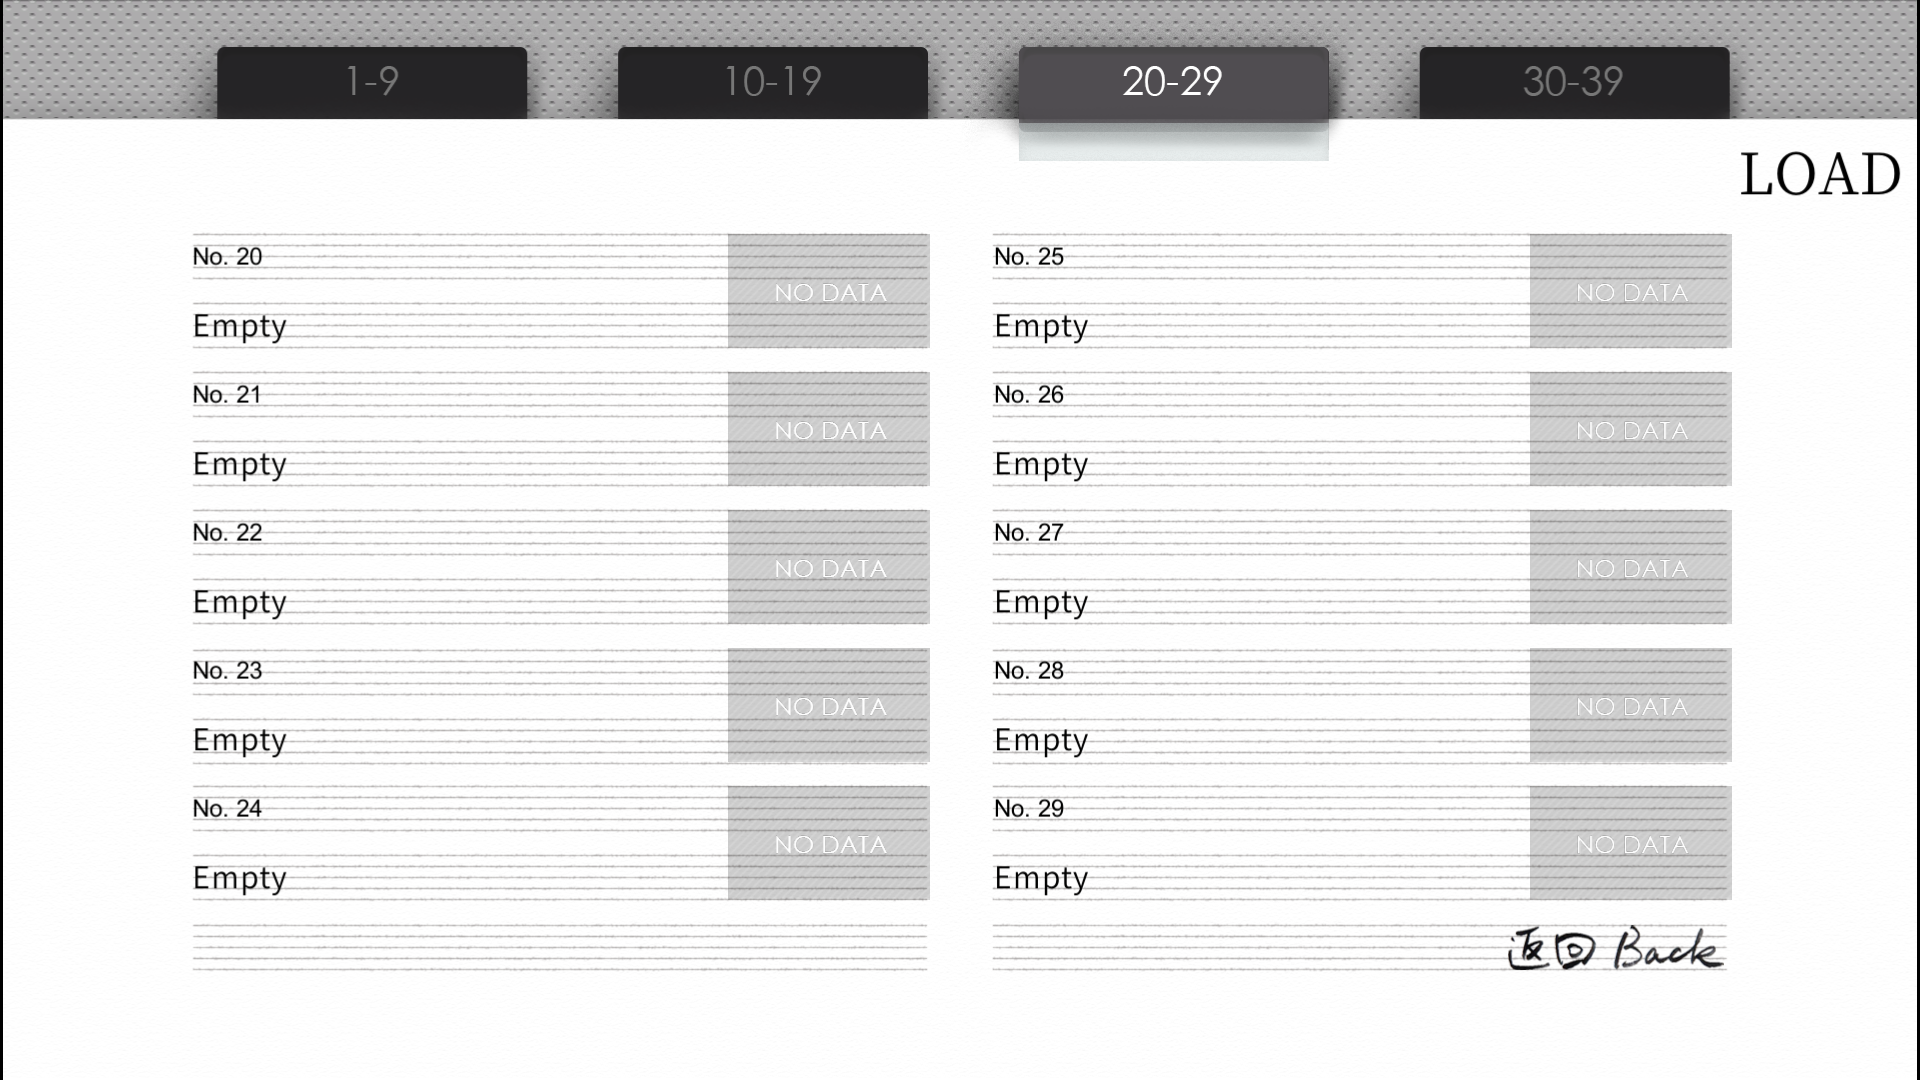 1-9
10-19
20-29
30-39
LOAD
No. 20
NO DATA
Empty
No. 21
NO DATA
Empty
No. 22
NO DATA
Empty
No. 23
NO DATA
Empty
No. 24
NO DATA
Empty
No. 25
NO DATA
Empty
No. 26
NO DATA
Empty
No. 27
NO DATA
Empty
No. 28
NO DATA
Empty
No. 29
NO DATA
Empty
返回 Back